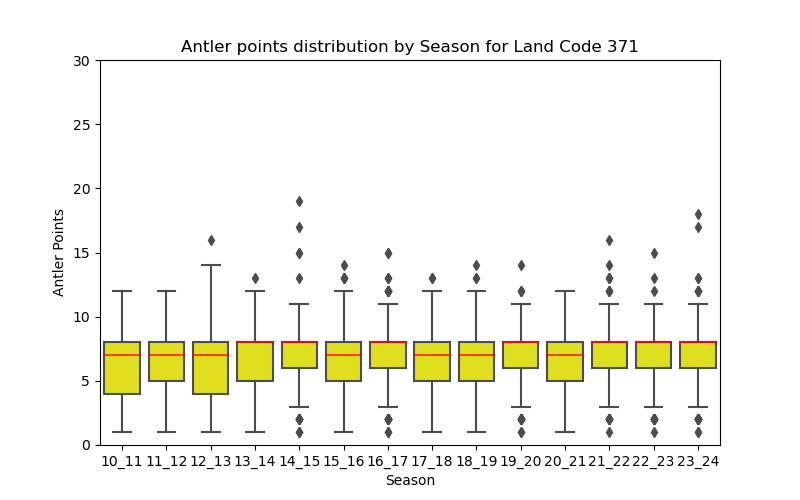 Antler points distribution by Season for Land Code 371
Antler Points
30
25
20
15
10
5
0
10_11 11_12 12_13 13_14 14_15 15_16 16_17 17_18 18_19 19_20 20_21 21_22 22_23 23_24
Season